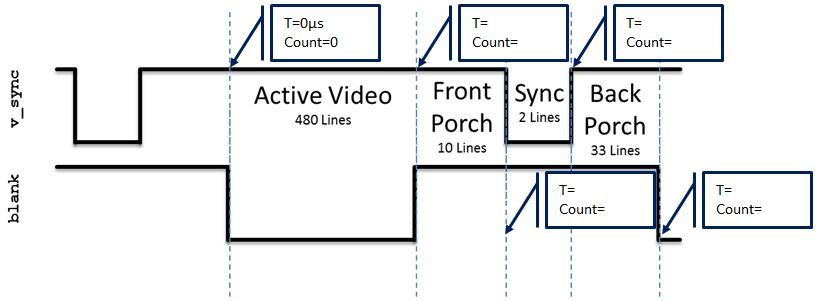 T=0µs
Count=0
T=
Count=
T=
Count=
v_sync
Active Video
480 Lines
Front
Porch
10 Lines
Sync
2 Lines
Back
Porch
33 Lines
blank
T=
Count=
T=
Count=